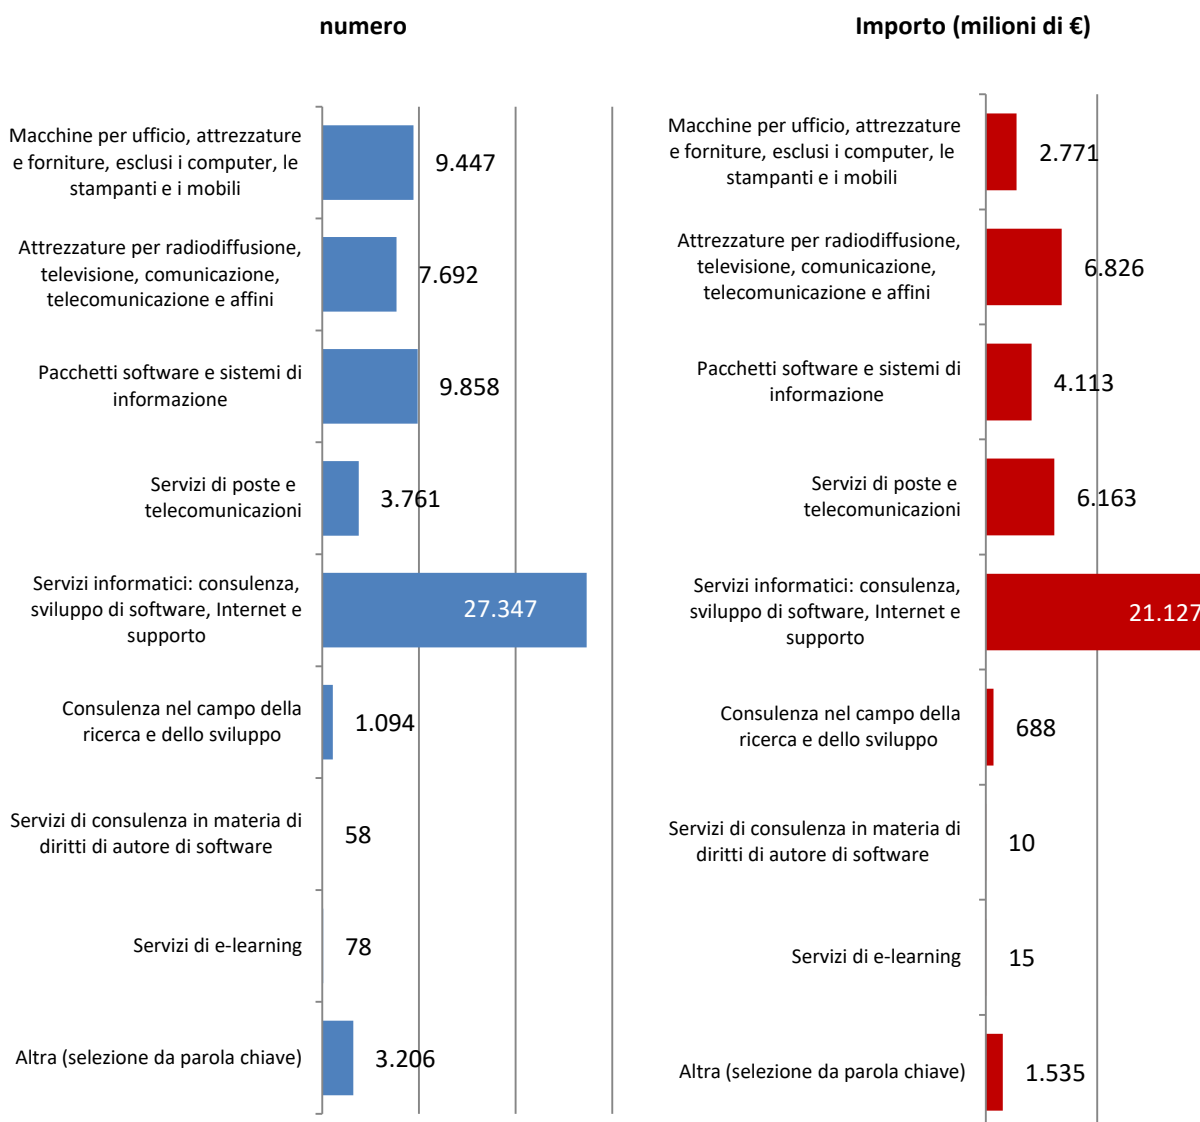 numero
Macchine per ufficio, attrezzature
e forniture, esclusi i computer, le
stampanti e i mobili
9.447
Attrezzature per radiodiffusione,
televisione, comunicazione,
telecomunicazione e affini
7.692
Pacchetti software e sistemi di
informazione
9.858
Servizi di poste e
telecomunicazioni
3.761
Servizi informatici: consulenza,
sviluppo di software, Internet e
supporto
27.347
Consulenza nel campo della
ricerca e dello sviluppo
1.094
Servizi di consulenza in materia di
diritti di autore di software
58
Servizi di e-learning
78
Altra (selezione da parola chiave)
3.206
Importo (milioni di €)
Macchine per ufficio, attrezzature
e forniture, esclusi i computer, le
stampanti e i mobili
2.771
Attrezzature per radiodiffusione,
televisione, comunicazione,
telecomunicazione e affini
6.826
Pacchetti software e sistemi di
informazione
4.113
Servizi di poste e
telecomunicazioni
6.163
Servizi informatici: consulenza,
sviluppo di software, Internet e
supporto
21.127
Consulenza nel campo della
ricerca e dello sviluppo
688
Servizi di consulenza in materia di
diritti di autore di software
10
Servizi di e-learning
15
Altra (selezione da parola chiave)
1.535